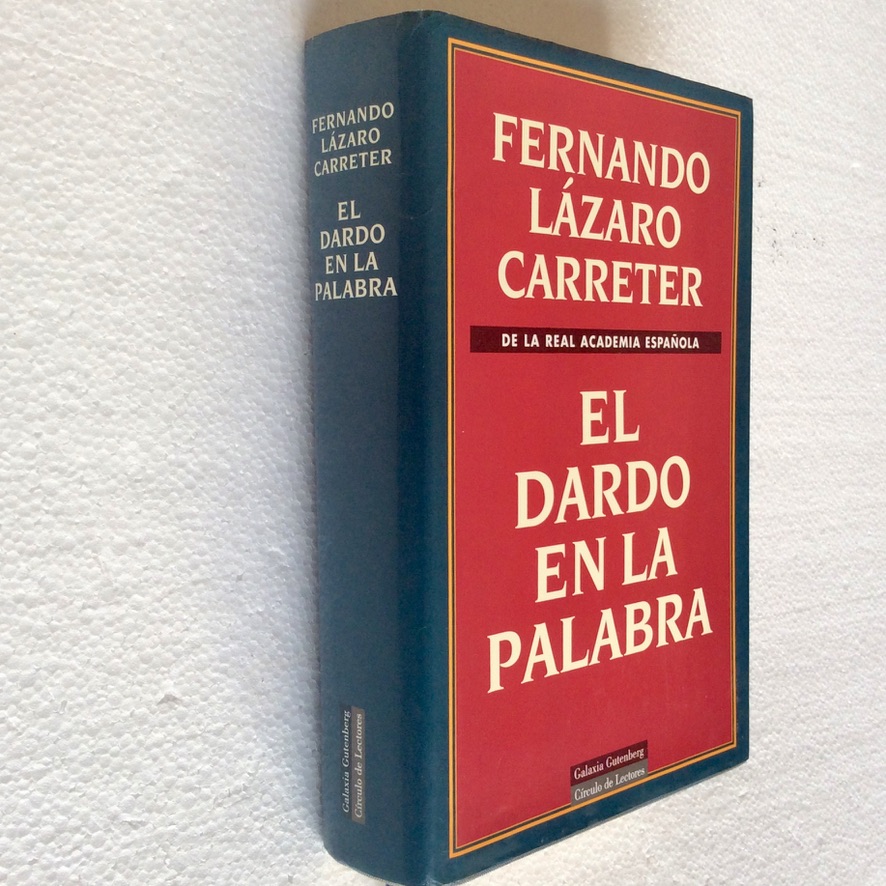 FERNANDO
LÁZARO
CARRETER
EL
DARDO
EN LA
PALABRA
Galaxia Gutenberg
Círculo de Lectores
FERNANDO
LÁZARO
CARRETER
DE LA REAL ACADEMIA ESPAÑOLA
EL
DARDO
EN LA
PALABRA
Galaxia Gutenberg
Círculo de Lectores